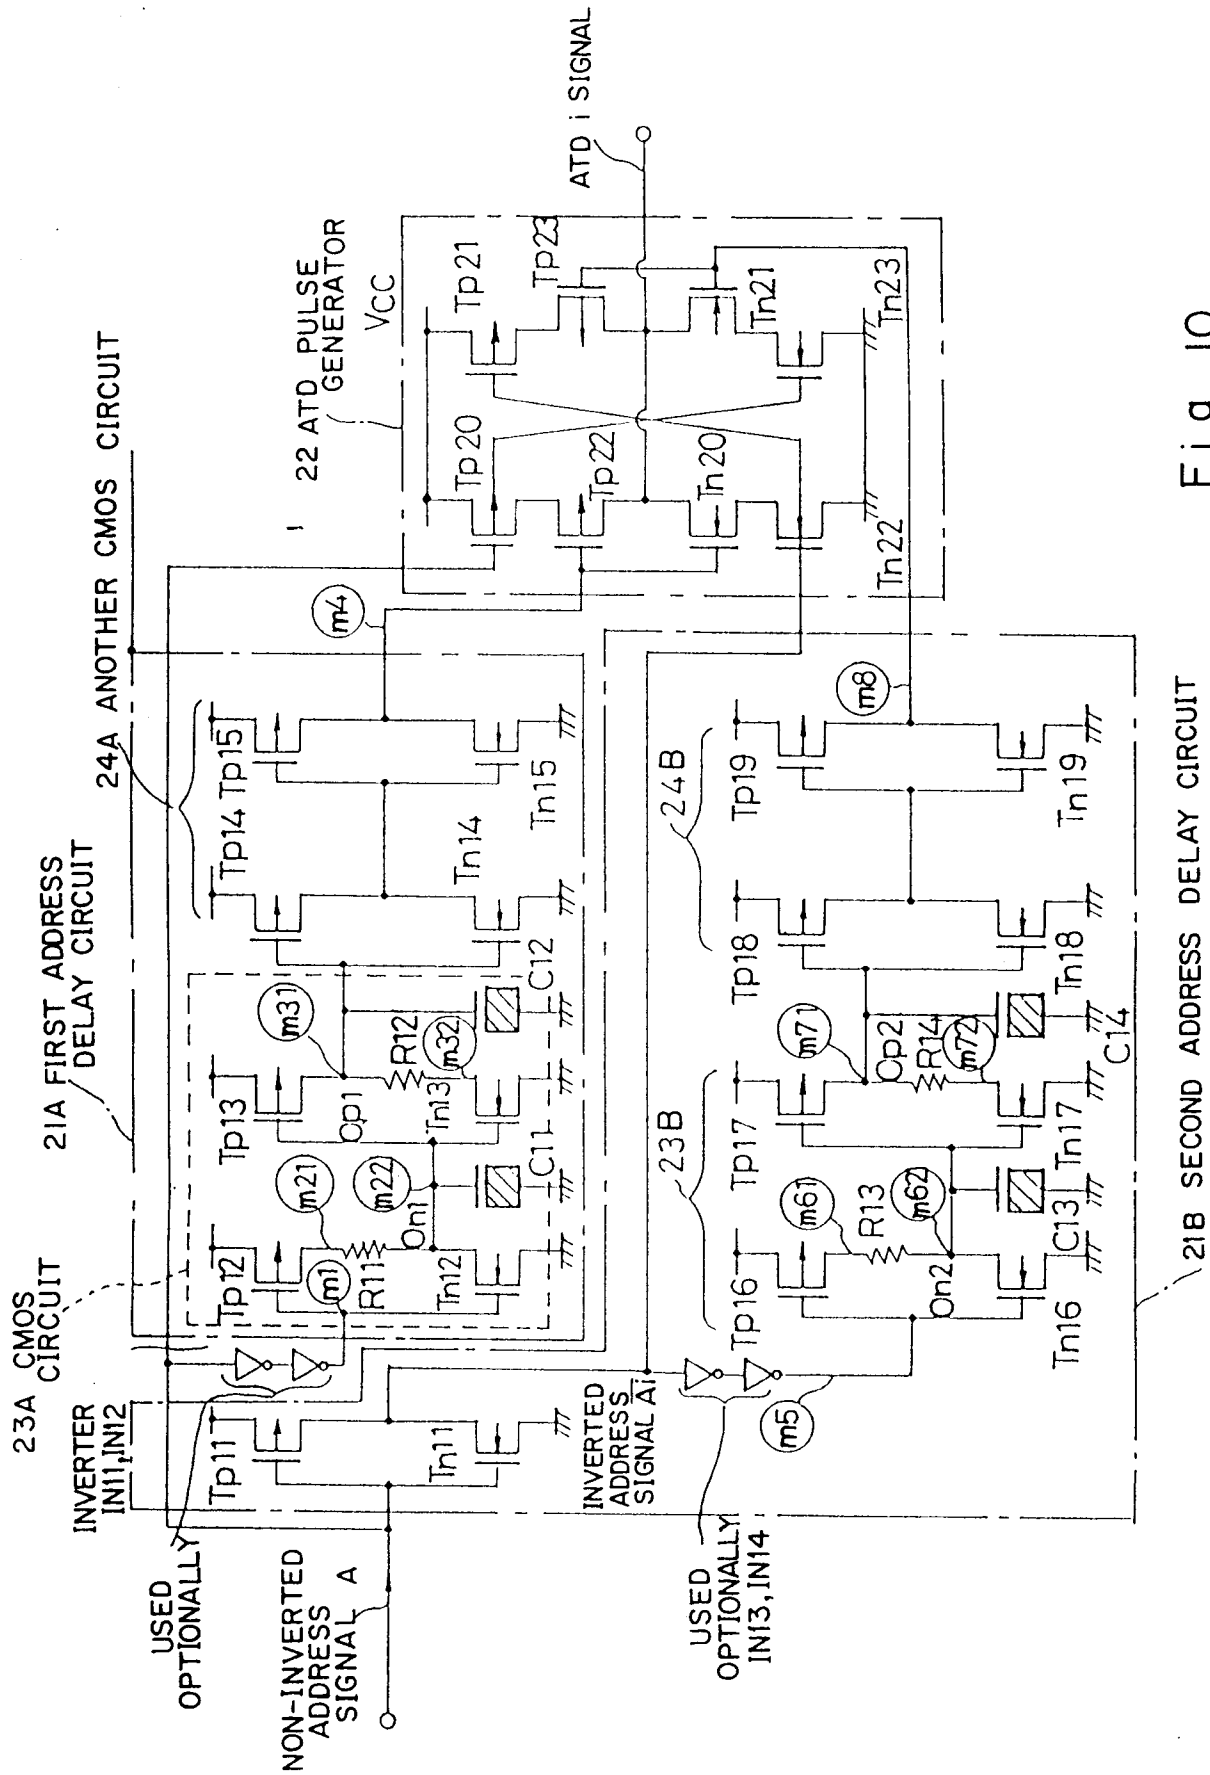 23A CMOS
CIRCUIT
21A FIRST ADDRESS
DELAY CIRCUIT
24A ANOTHER CMOS CIRCUIT
INVERTER
IN11,IN12
USED
OPTIONALLY
NON-INVERTED
ADDRESS
SIGNAL A
Tp11
Tn11
Tp12
m1
m21
R11
m22
On1
Tn12
C11
Tp13
Op1
m31
R12
m32
Tn13
C12
Tp14
Tn14
Tp15
Tn15
m4
22 ATD PULSE
GENERATOR
VCC
Tp20
Tp21
Tp22
Tp23
Tn20
Tn21
Tn22
Tn23
ATD i SIGNAL
INVERTED
ADDRESS
SIGNAL Ai
USED
OPTIONALLY
IN13,IN14
m5
23B
24B
Tp16
m61
R13
m62
On2
Tn16
C13
Tp17
m71
Op2
R14
m72
Tn17
C14
Tp18
Tn18
Tp19
Tn19
m8
21B SECOND ADDRESS DELAY CIRCUIT
Fig 10